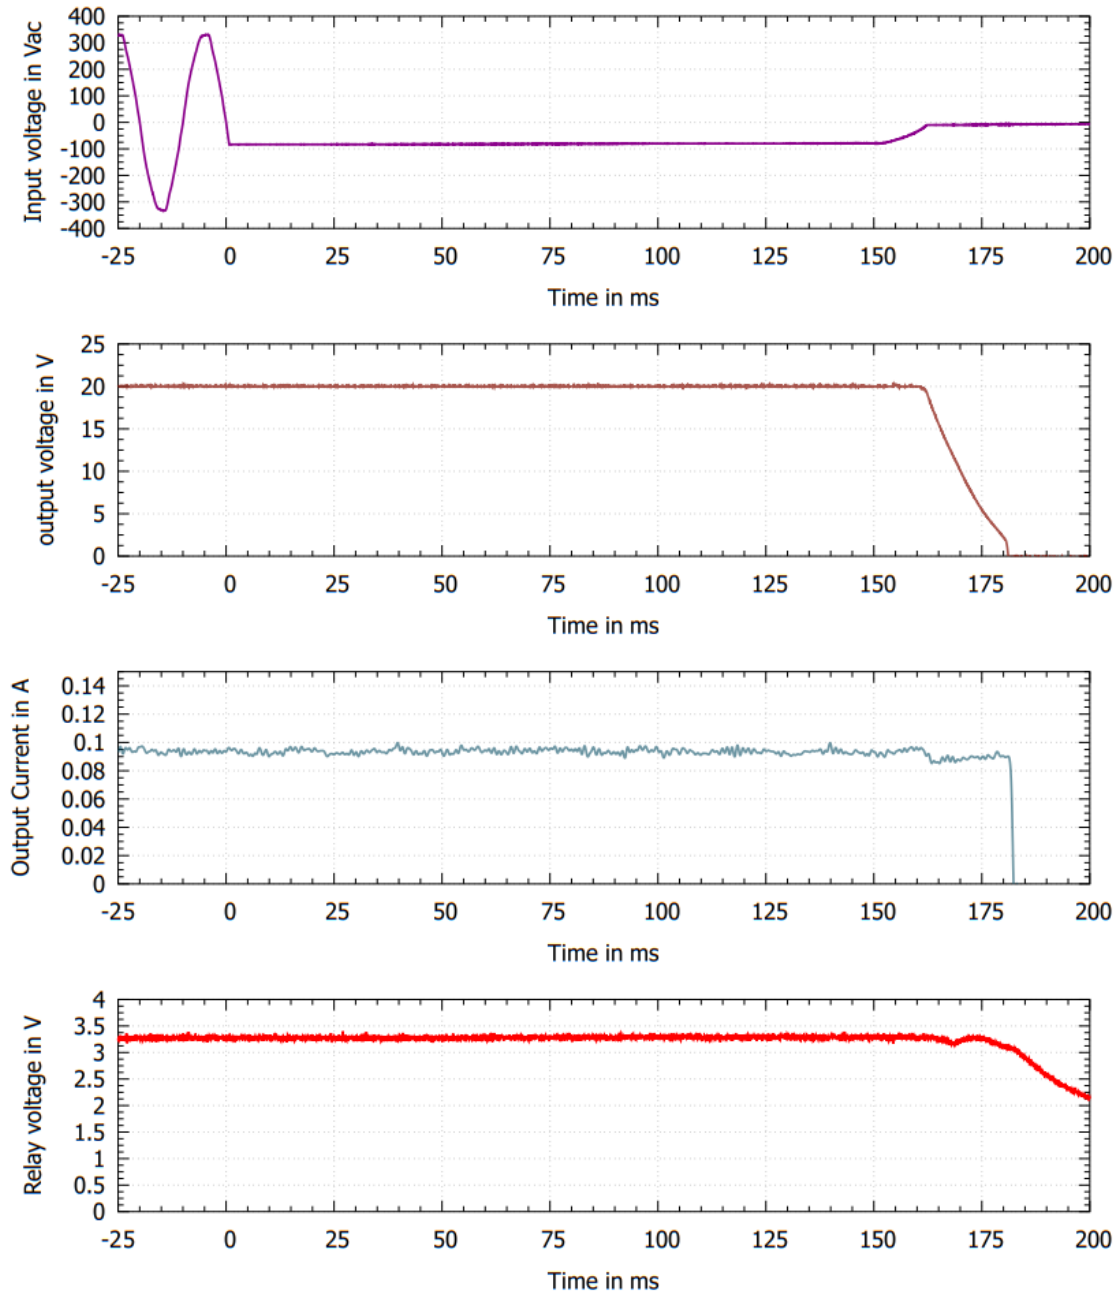 Input voltage in Vac
400
300
200
100
0
-100
-200
-300
-400
-25 0 25 50 75 100 125 150 175 200
Time in ms
output voltage in V
25
20
15
10
5
0
-25 0 25 50 75 100 125 150 175 200
Time in ms
Output Current in A
0.14
0.12
0.1
0.08
0.06
0.04
0.02
0
-25 0 25 50 75 100 125 150 175 200
Time in ms
Relay voltage in V
4
3.5
3
2.5
2
1.5
1
0.5
0
-25 0 25 50 75 100 125 150 175 200
Time in ms